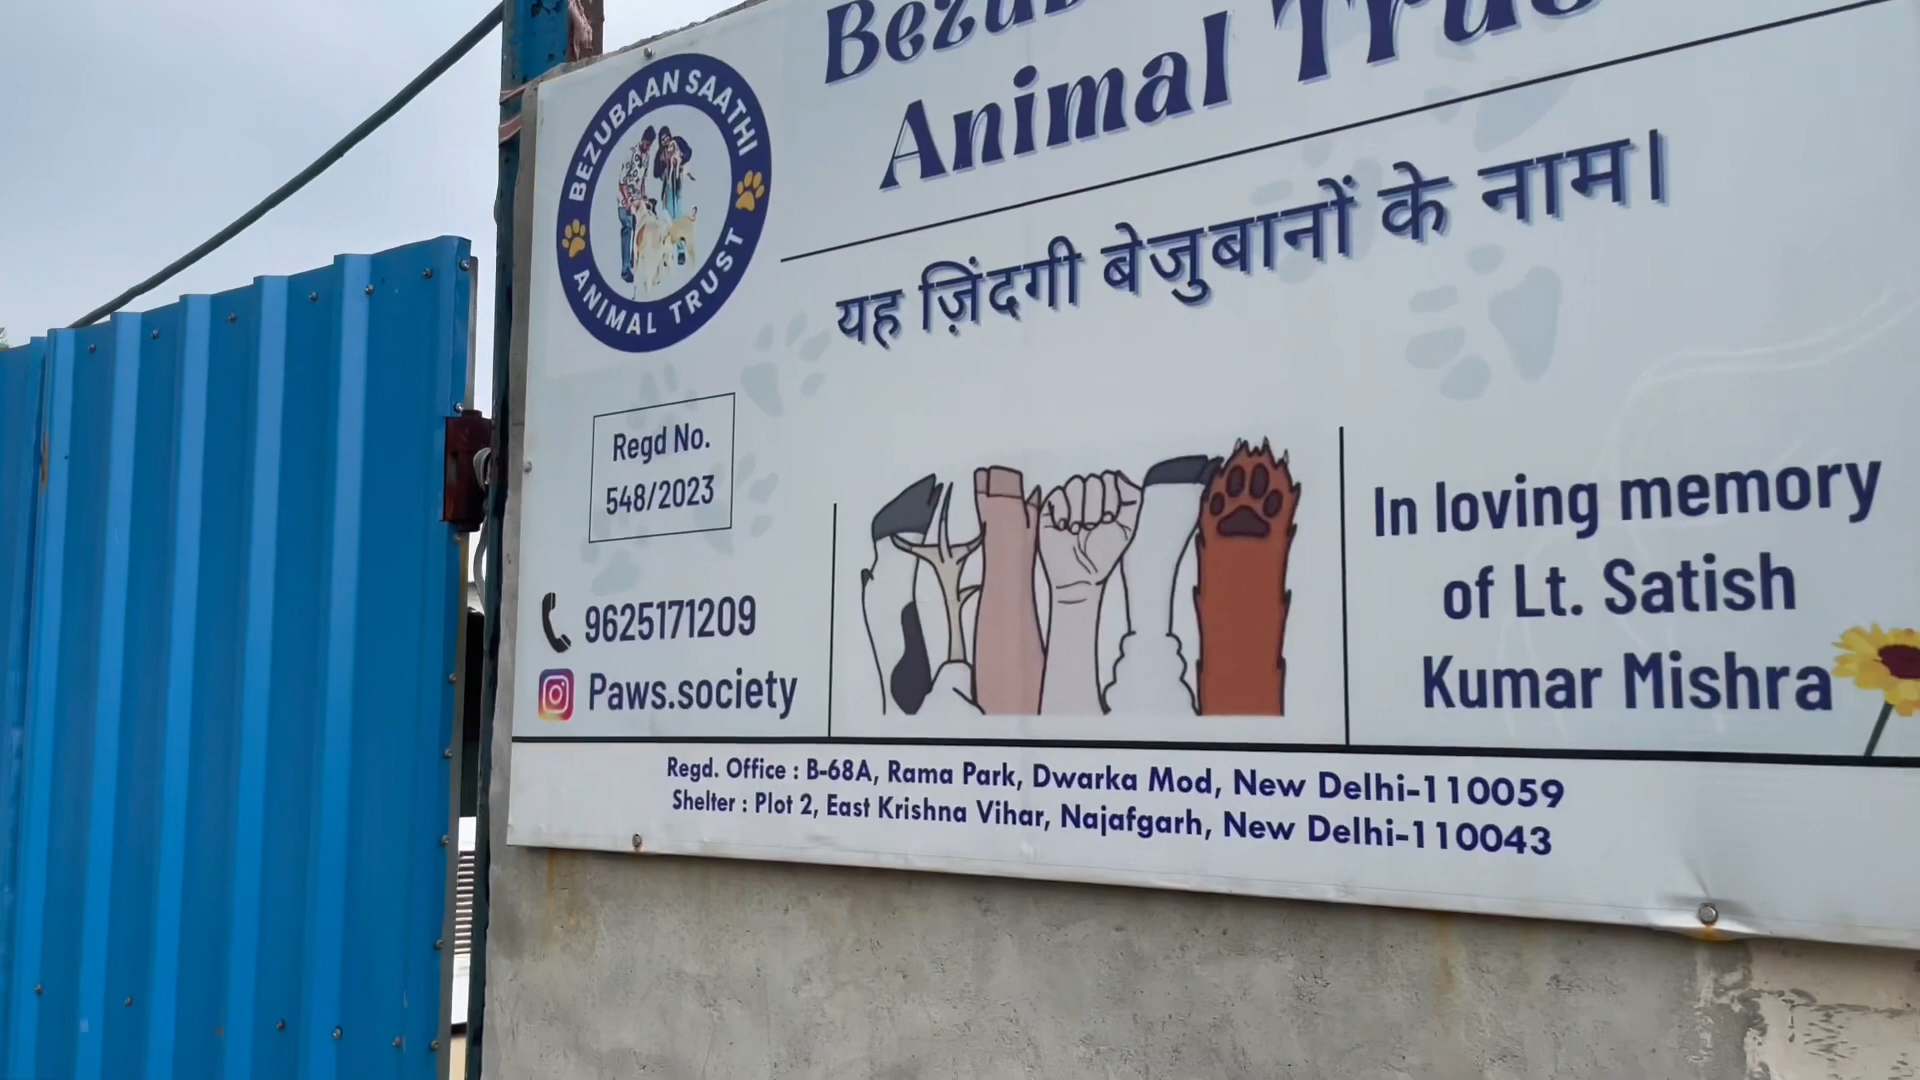 Animal Trust
BEZUBAAN SAATHI
ANIMAL TRUST
यह ज़िंदगी बेजुबानों के नाम।
Regd No.
548/2023
9625171209
Paws.society
In loving memory
of Lt. Satish
Kumar Mishra
Regd. Office : B-68A, Rama Park, Dwarka Mod, New Delhi-110059
Shelter : Plot 2, East Krishna Vihar, Najafgarh, New Delhi-110043